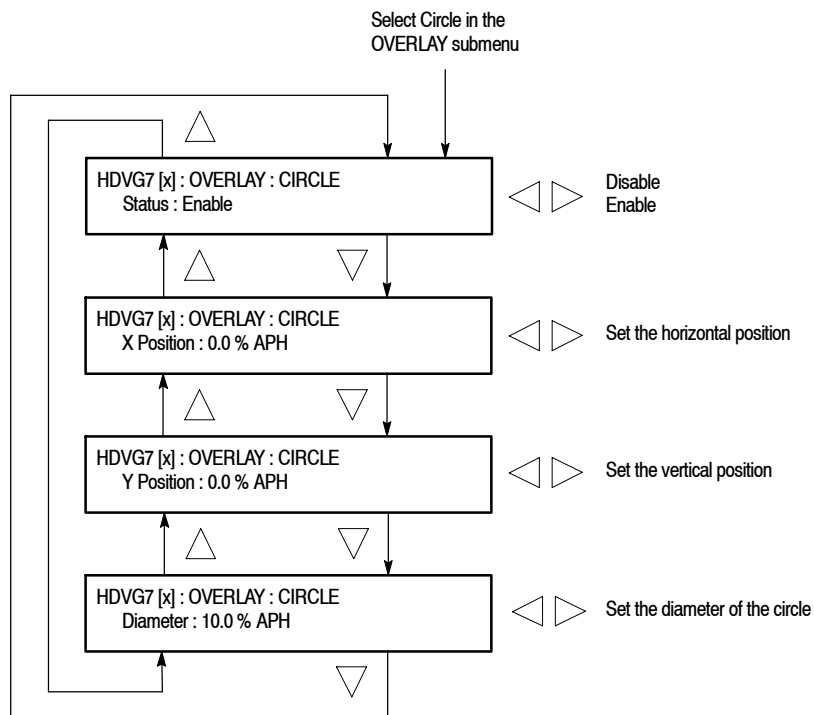 Select Circle in the
OVERLAY submenu
HDVG7 [x] : OVERLAY : CIRCLE
Status : Enable
Disable
Enable
HDVG7 [x] : OVERLAY : CIRCLE
X Position : 0.0 % APH
Set the horizontal position
HDVG7 [x] : OVERLAY : CIRCLE
Y Position : 0.0 % APH
Set the vertical position
HDVG7 [x] : OVERLAY : CIRCLE
Diameter : 10.0 % APH
Set the diameter of the circle